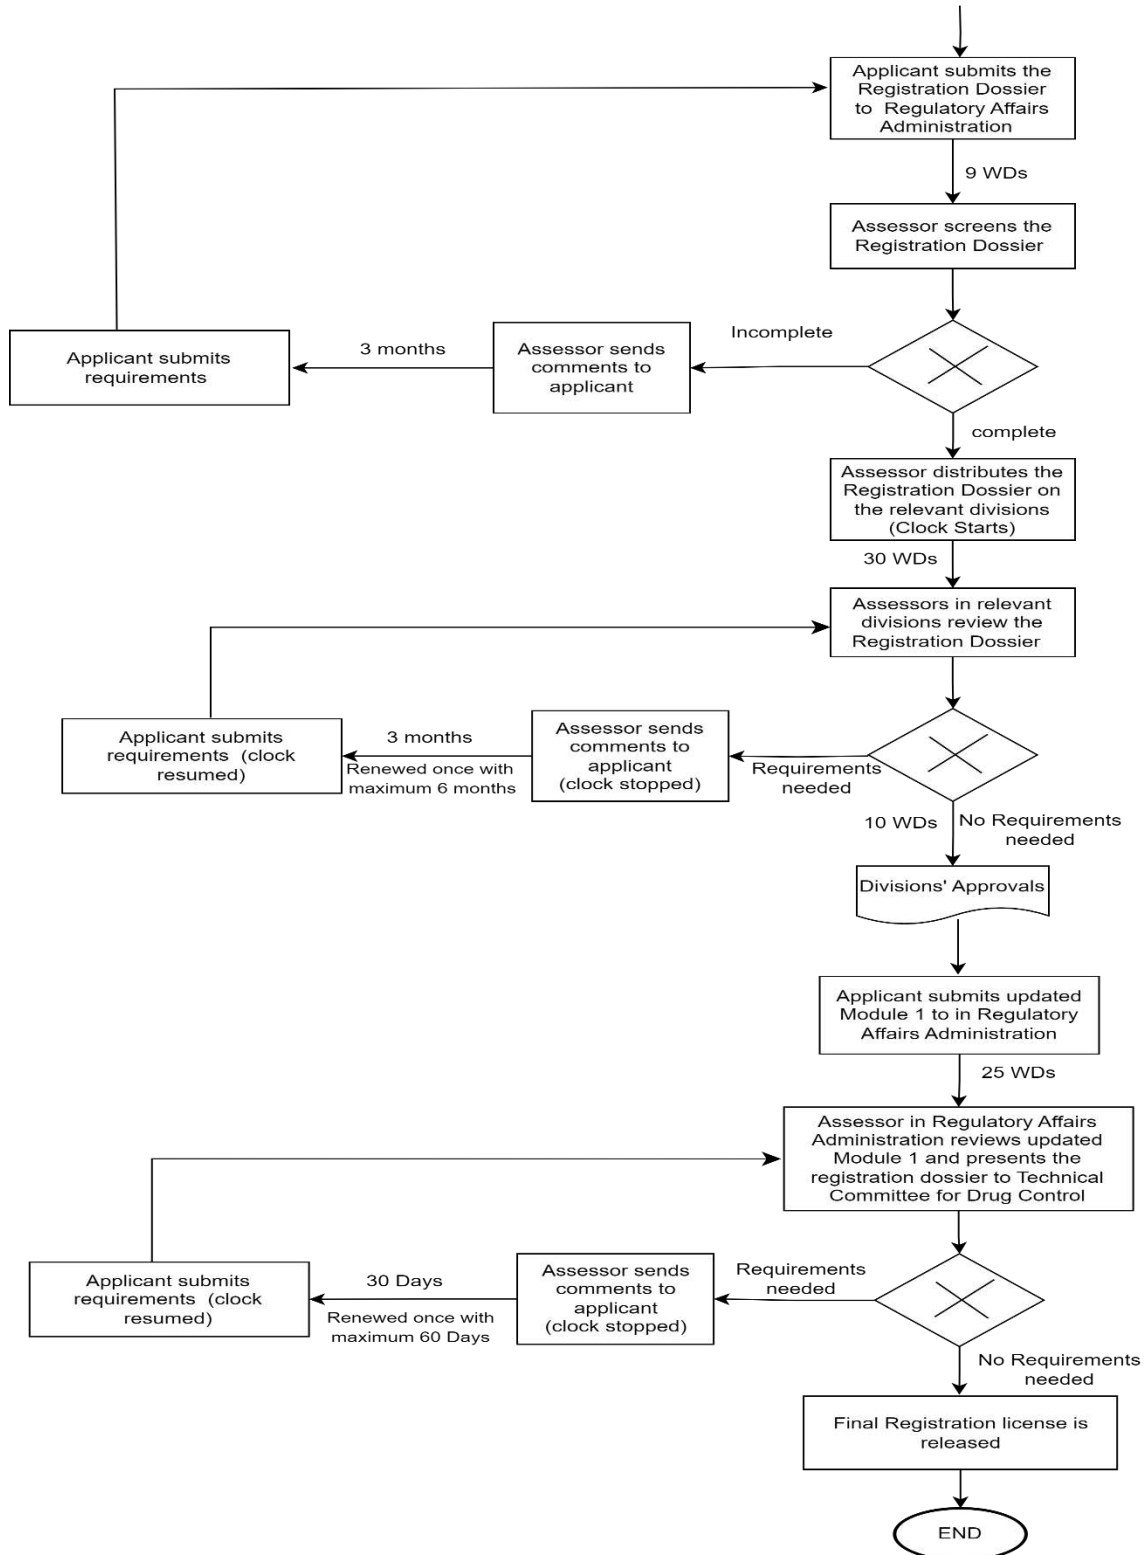 Applicant submits the
Registration Dossier
to Regulatory Affairs
Administration
9 WDs
Assessor screens the
Registration Dossier
Incomplete
Assessor sends
comments to
applicant
3 months
Applicant submits
requirements
complete
Assessor distributes the
Registration Dossier on
the relevant divisions
(Clock Starts)
30 WDs
Assessors in relevant
divisions review the
Registration Dossier
Requirements
needed
Assessor sends
comments to
applicant
(clock stopped)
3 months
Renewed once with
maximum 6 months
Applicant submits
requirements (clock
resumed)
10 WDs
No Requirements
needed
Divisions' Approvals
Applicant submits updated
Module 1 to in Regulatory
Affairs Administration
25 WDs
Assessor in Regulatory Affairs
Administration reviews updated
Module 1 and presents the
registration dossier to Technical
Committee for Drug Control
Requirements
needed
Assessor sends
comments to
applicant
(clock stopped)
30 Days
Renewed once with
maximum 60 Days
Applicant submits
requirements (clock
resumed)
No Requirements
needed
Final Registration license is
released
END